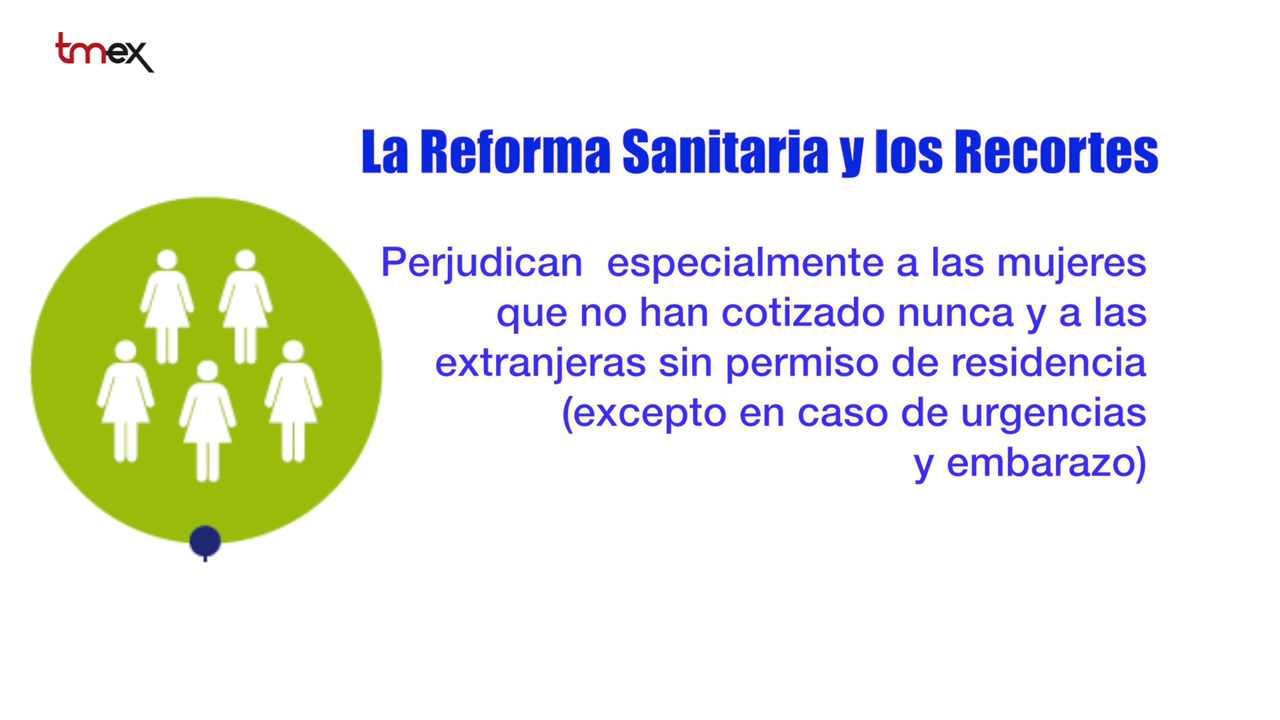 tmex
La Reforma Sanitaria y los Recortes
Perjudican especialmente a las mujeres
que no han cotizado nunca y a las
extranjeras sin permiso de residencia
(excepto en caso de urgencias
y embarazo)